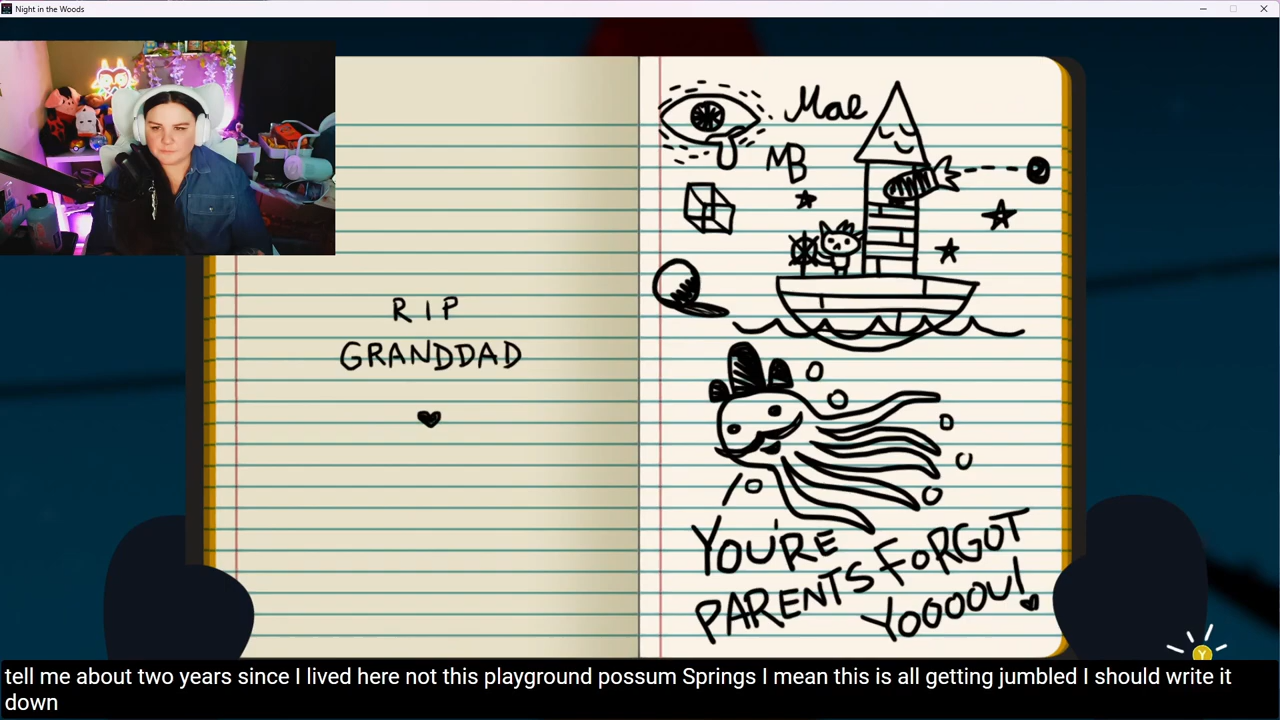 Night in the Woods
RIP
GRANDDAD
Mae
MB
YOU'RE
PARENTS FORGOT
YOOOOU!
Y
tell me about two years since I lived here not this playground possum Springs I mean this is all getting jumbled I should write it
down